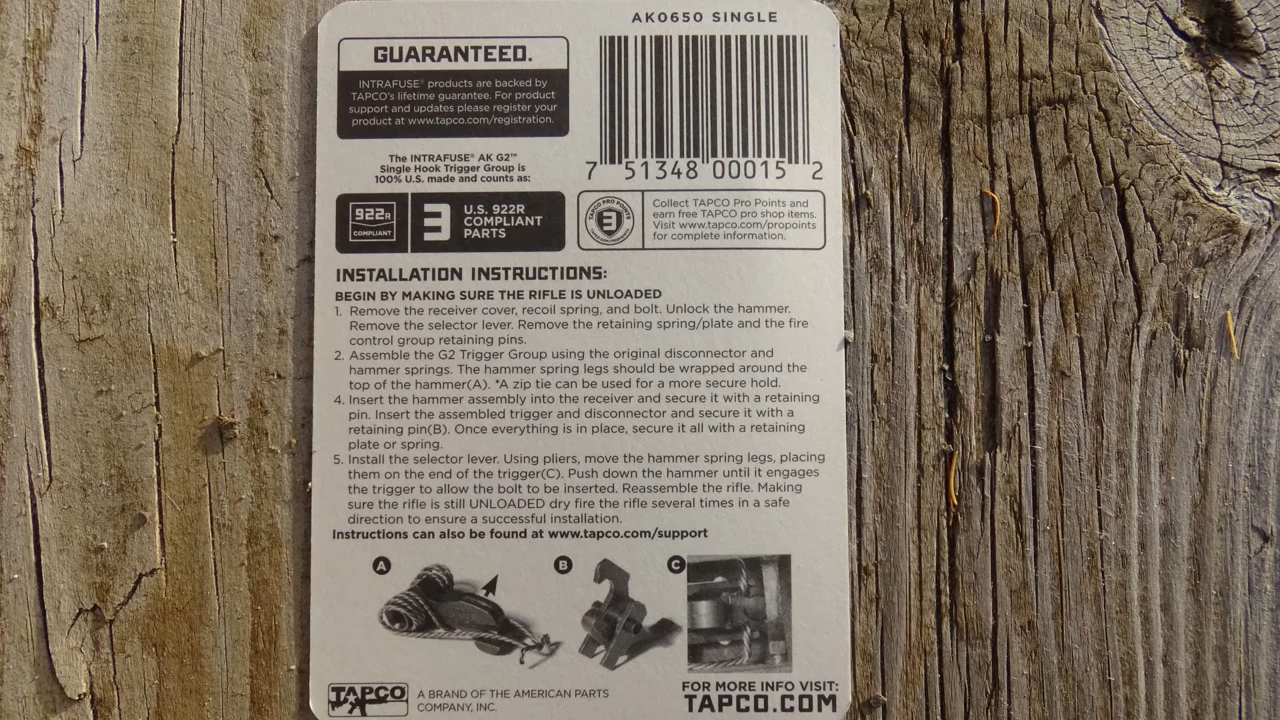 AK0650 SINGLE
GUARANTEED.
INTRAFUSE® products are backed by
TAPCO's lifetime guarantee. For product
support and updates please register your
product at www.tapco.com/registration.
7 51348 00015 2
The INTRAFUSE® AK G2™
Single Hook Trigger Group is
100% U.S. made and counts as:
922R
COMPLIANT
3
U.S. 922R
COMPLIANT
PARTS
TAPCO PRO POINTS
3
Collect TAPCO Pro Points and
earn free TAPCO pro shop items.
Visit www.tapco.com/propoints
for complete information.
INSTALLATION INSTRUCTIONS:
BEGIN BY MAKING SURE THE RIFLE IS UNLOADED
1. Remove the receiver cover, recoil spring, and bolt. Unlock the hammer.
Remove the selector lever. Remove the retaining spring/plate and the fire
control group retaining pins.
2. Assemble the G2 Trigger Group using the original disconnector and
hammer springs. The hammer spring legs should be wrapped around the
top of the hammer(A). *A zip tie can be used for a more secure hold.
4. Insert the hammer assembly into the receiver and secure it with a retaining
pin. Insert the assembled trigger and disconnector and secure it with a
retaining pin(B). Once everything is in place, secure it all with a retaining
plate or spring.
5. Install the selector lever. Using pliers, move the hammer spring legs, placing
them on the end of the trigger(C). Push down the hammer until it engages
the trigger to allow the bolt to be inserted. Reassemble the rifle. Making
sure the rifle is still UNLOADED dry fire the rifle several times in a safe
direction to ensure a successful installation.
Instructions can also be found at www.tapco.com/support
A
B
C
TAPCO
A BRAND OF THE AMERICAN PARTS
COMPANY, INC.
FOR MORE INFO VISIT:
TAPCO.COM